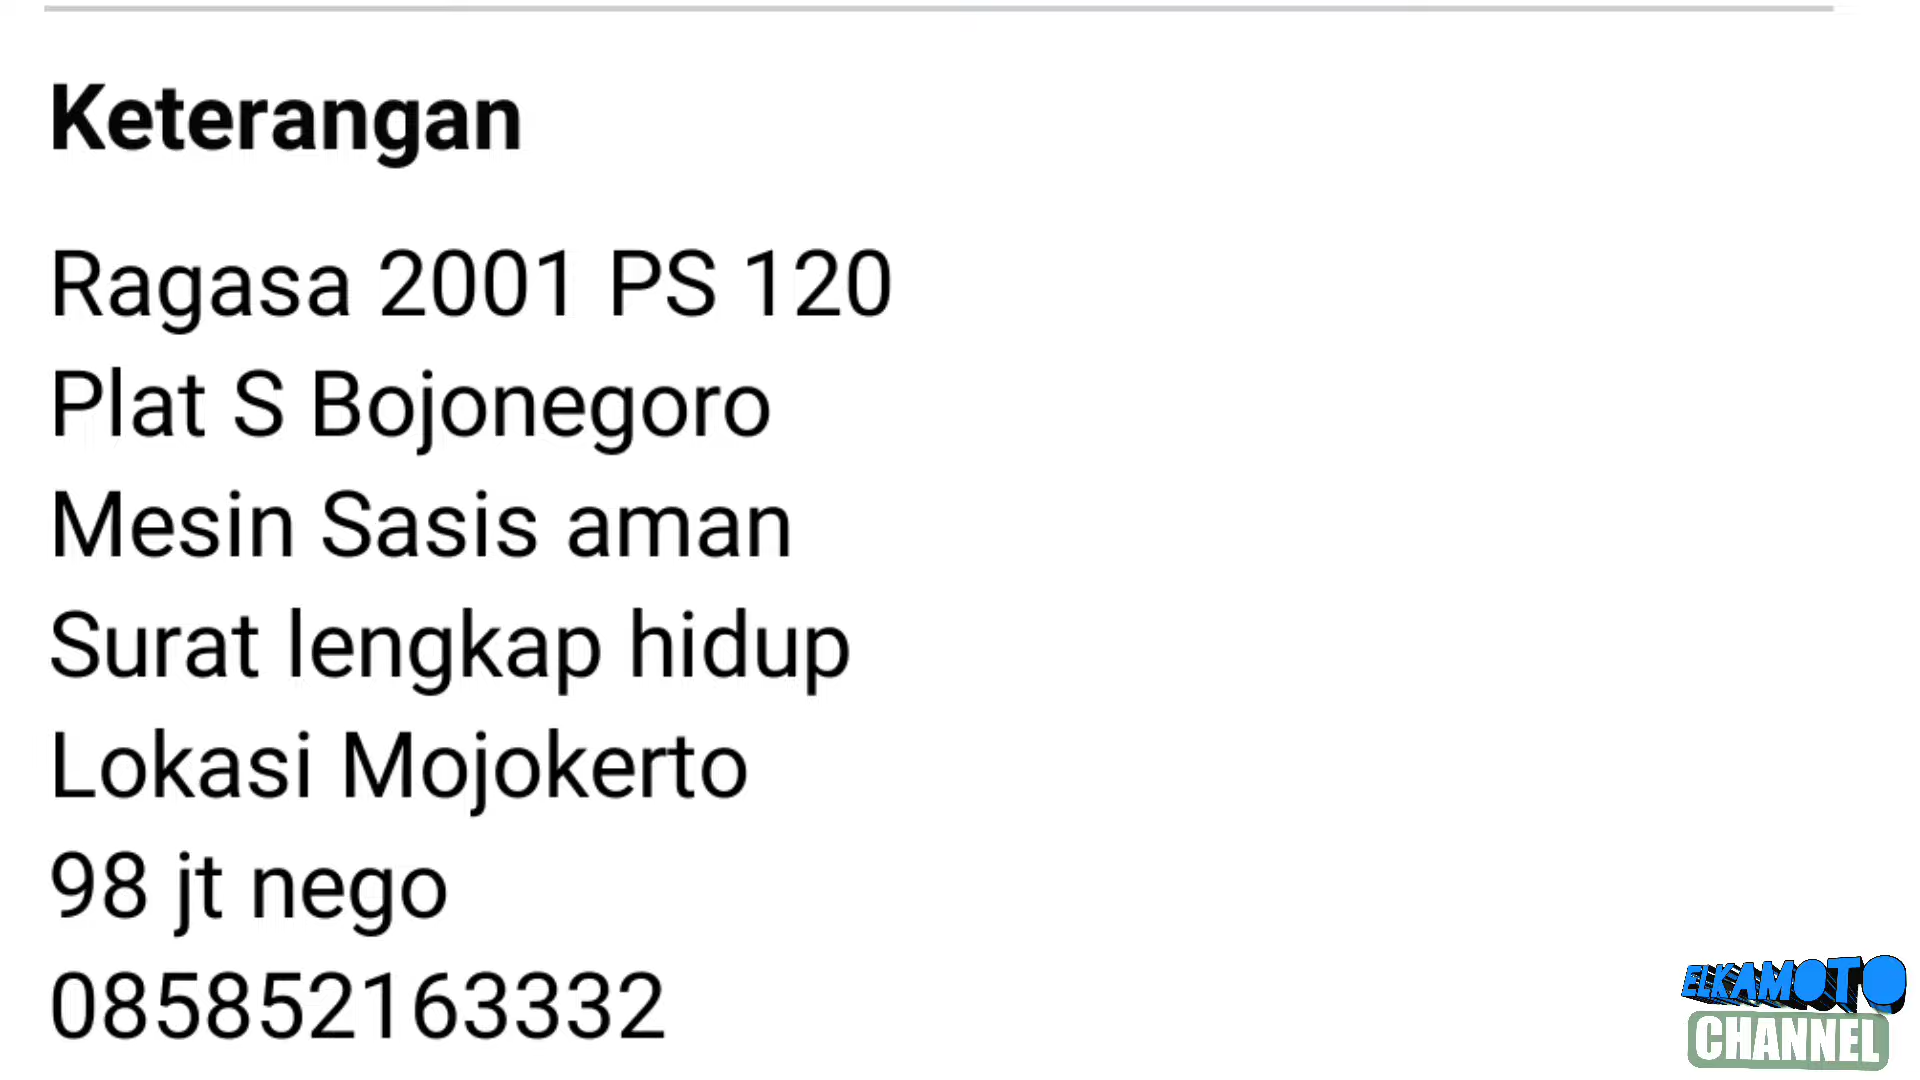 Keterangan
Ragasa 2001 PS 120
Plat S Bojonegoro
Mesin Sasis aman
Surat lengkap hidup
Lokasi Mojokerto
98 jt nego
085852163332
ELKAMOTO
CHANNEL